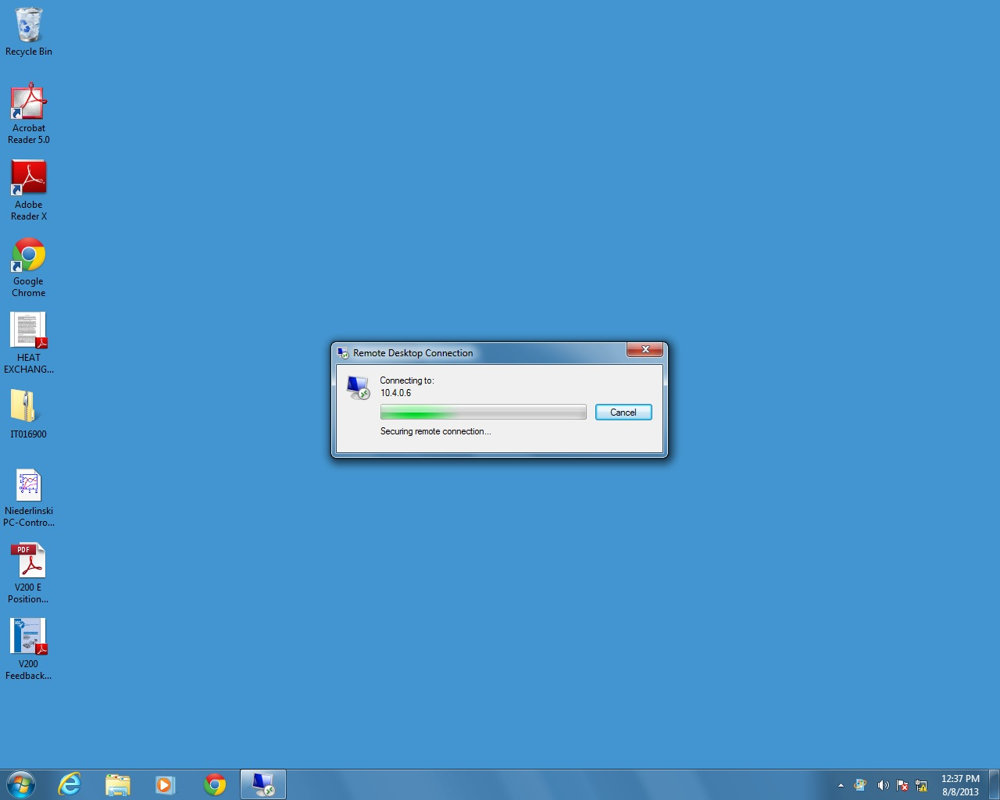 Recycle Bin
Acrobat
Reader 5.0
Adobe
Reader X
Google
Chrome
HEAT
EXCHANG...
IT016900
Niederlinski
PC-Contro...
PDF
V200 E
Position...
V200
Feedback...
Remote Desktop Connection
Connecting to:
10.4.0.6
Cancel
Securing remote connection...
12:37 PM
8/8/2013